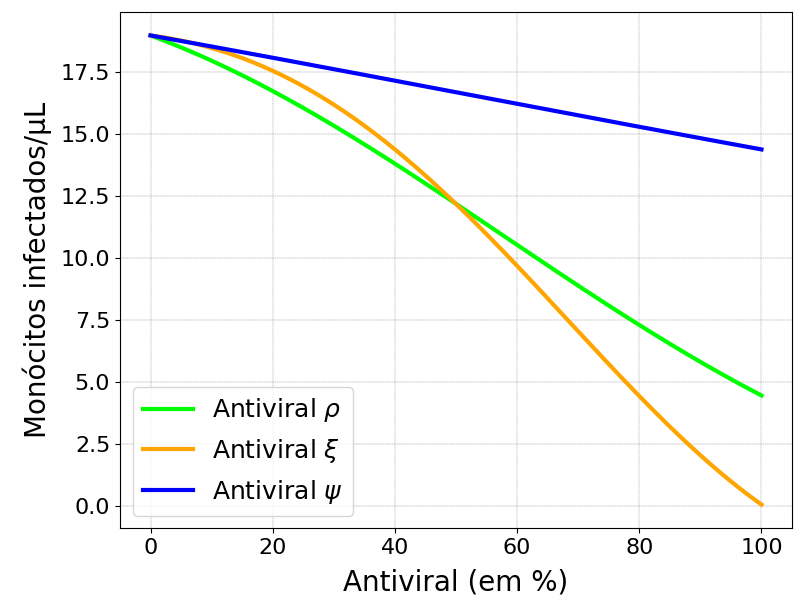 17.5
15.0
12.5
10.0
7.5
5.0
2.5
0.0
Monócitos infectados/μL
Antiviral ρ
Antiviral ξ
Antiviral ψ
0 20 40 60 80 100
Antiviral (em %)